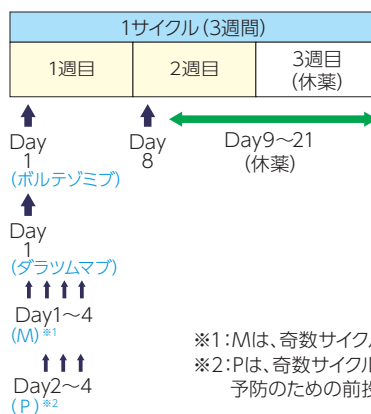 1サイクル(3週間)
1週目
2週目
3週目
(休薬)
Day
1
(ボルテゾミブ)
Day
8
Day9〜21
(休薬)
Day
1
(ダラツムマブ)
Day1〜4
(M)※1
Day2〜4
(P)※2
※1:Mは、奇数サイクル
※2:Pは、奇数サイクル
予防のための前投